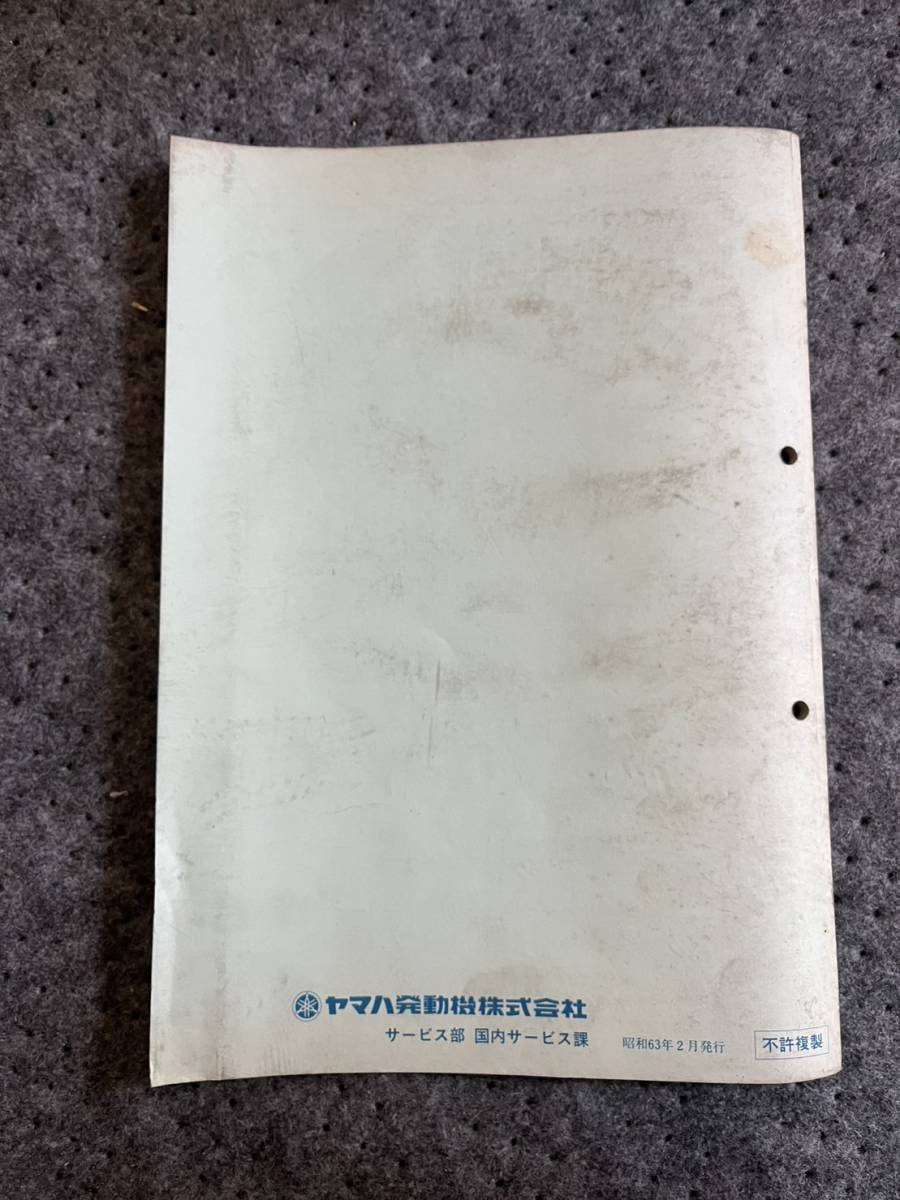 ヤマハ発動機株式会社
サービス部 国内サービス課
昭和63年2月発行
不許複製